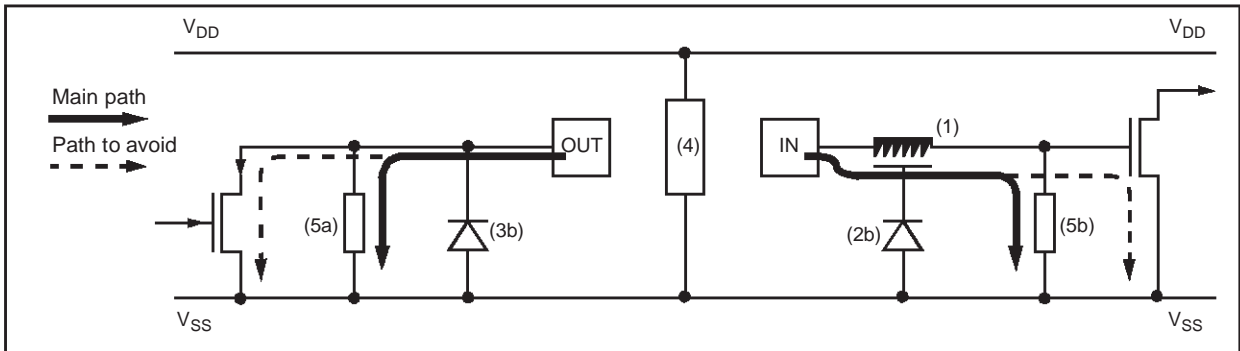 VDD
VDD
Main path
Path to avoid
OUT
(4)
IN
(1)
(5a)
(3b)
(2b)
(5b)
VSS
VSS